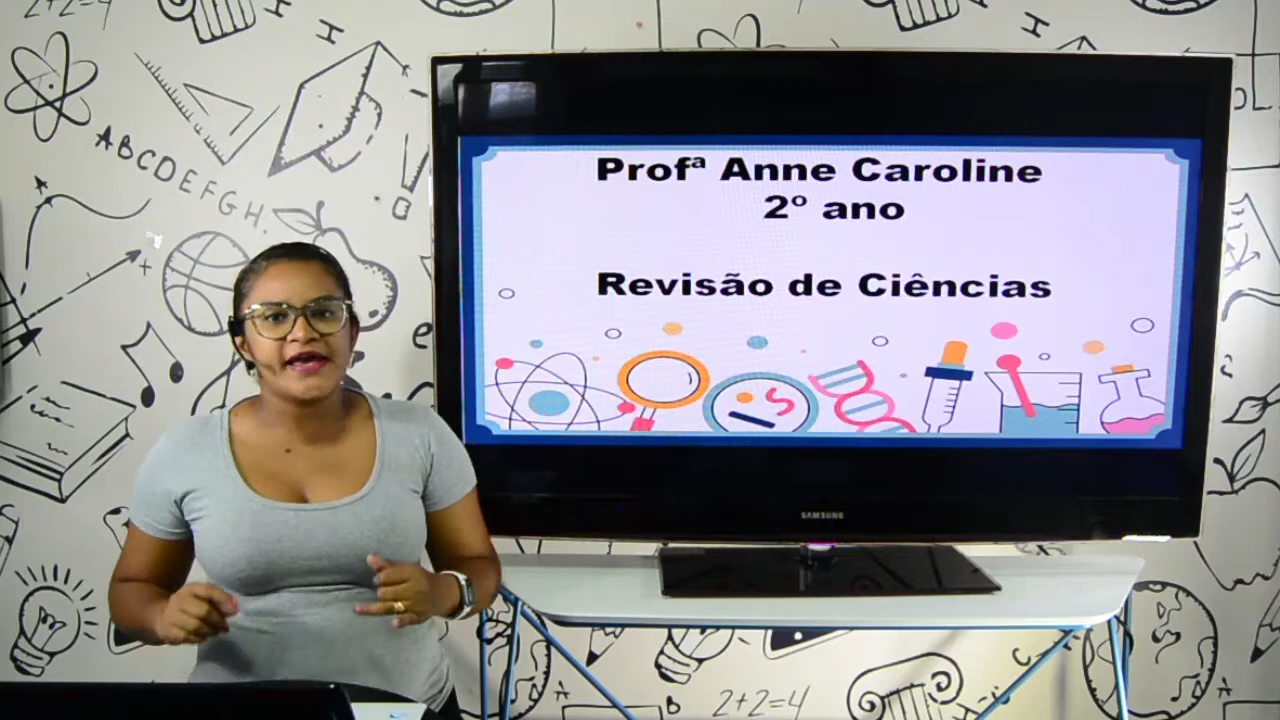 2+2=4
H
H
ABCDEFGH.
Profª Anne Caroline
2º ano
Revisão de Ciências
SAMSUNG
A
B
2+2=4
A